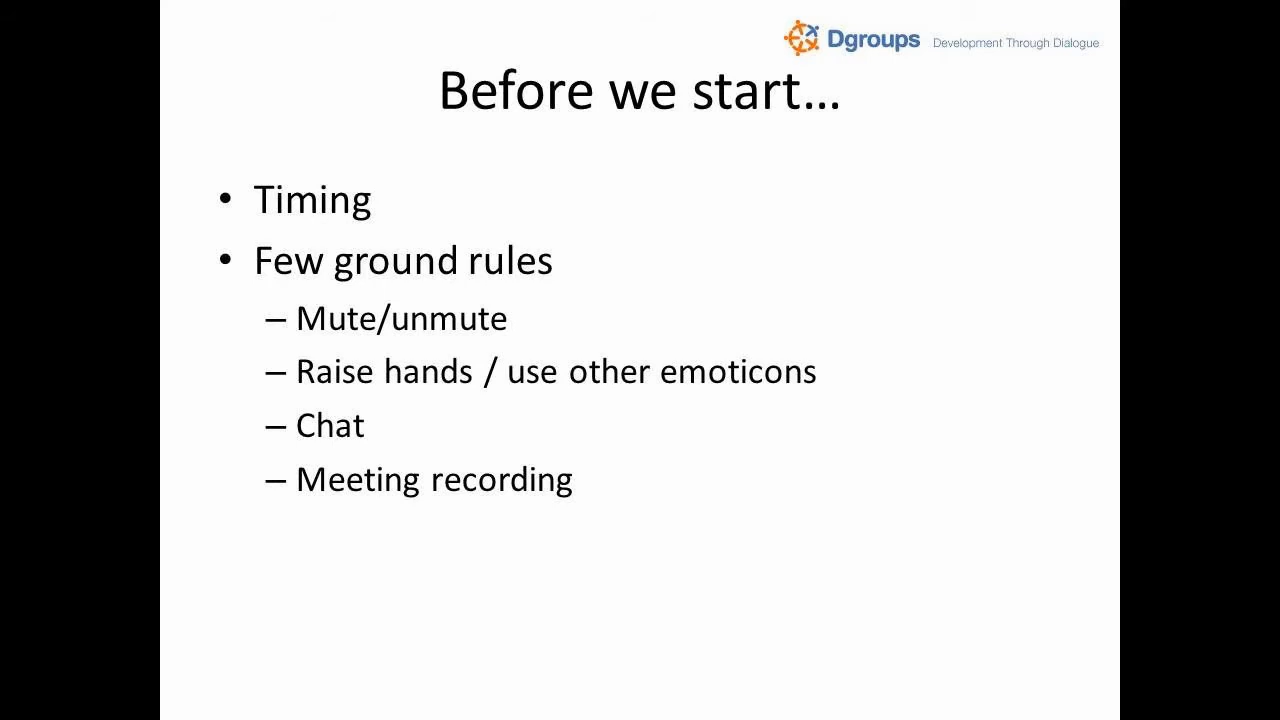 Dgroups Development Through Dialogue
Before we start...
• Timing
• Few ground rules
– Mute/unmute
– Raise hands / use other emoticons
– Chat
– Meeting recording